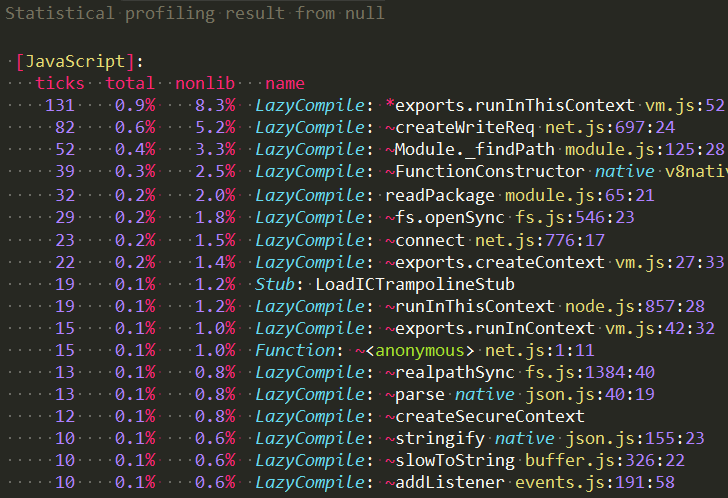 Statistical profiling result from null
[JavaScript]:
ticks total nonlib name
131 0.9% 8.3% LazyCompile: *exports.runInThisContext vm.js:52
82 0.6% 5.2% LazyCompile: ~createWriteReq net.js:697:24
52 0.4% 3.3% LazyCompile: ~Module._findPath module.js:125:28
39 0.3% 2.5% LazyCompile: ~FunctionConstructor native v8nativ
32 0.2% 2.0% LazyCompile: readPackage module.js:65:21
29 0.2% 1.8% LazyCompile: ~fs.openSync fs.js:546:23
23 0.2% 1.5% LazyCompile: ~connect net.js:776:17
22 0.2% 1.4% LazyCompile: ~exports.createContext vm.js:27:33
19 0.1% 1.2% Stub: LoadICTrampolineStub
19 0.1% 1.2% LazyCompile: ~runInThisContext node.js:857:28
15 0.1% 1.0% LazyCompile: ~exports.runInContext vm.js:42:32
15 0.1% 1.0% Function: ~<anonymous> net.js:1:11
13 0.1% 0.8% LazyCompile: ~realpathSync fs.js:1384:40
13 0.1% 0.8% LazyCompile: ~parse native json.js:40:19
12 0.1% 0.8% LazyCompile: ~createSecureContext
10 0.1% 0.6% LazyCompile: ~stringify native json.js:155:23
10 0.1% 0.6% LazyCompile: ~slowToString buffer.js:326:22
10 0.1% 0.6% LazyCompile: ~addListener events.js:191:58